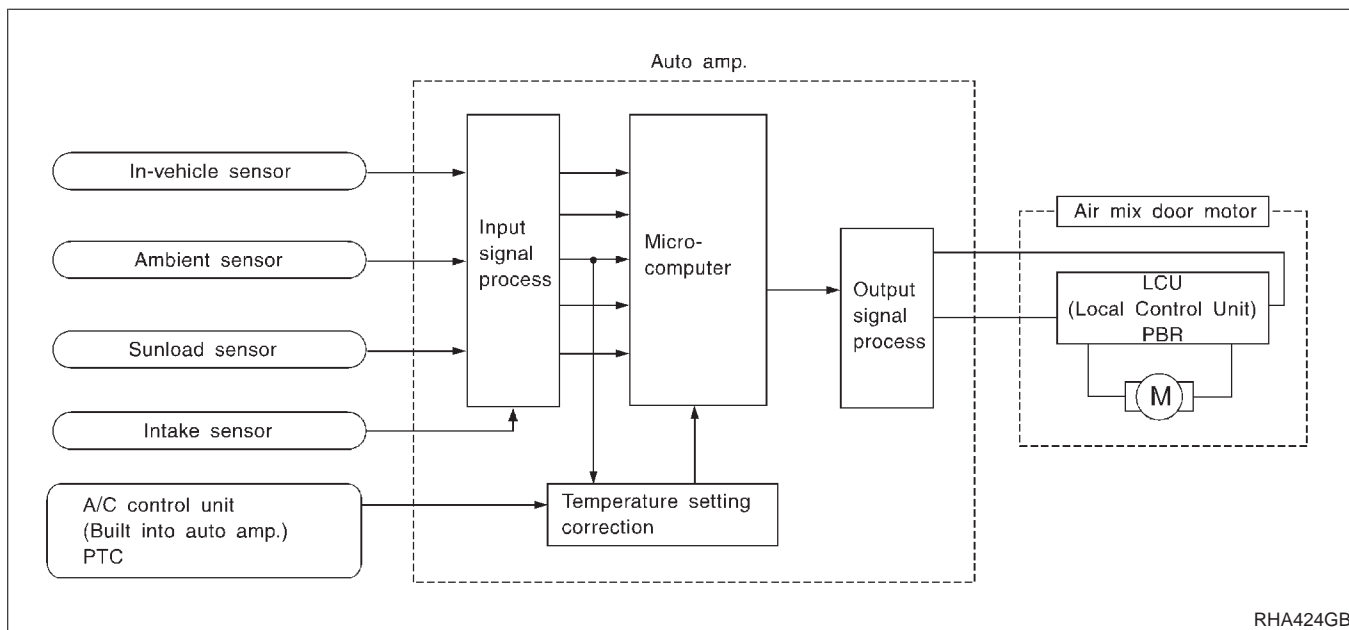 Auto amp.
In-vehicle sensor
Ambient sensor
Sunload sensor
Intake sensor
A/C control unit
(Built into auto amp.)
PTC
Input
signal
process
Micro-
computer
Temperature setting
correction
Output
signal
process
Air mix door motor
LCU
(Local Control Unit)
PBR
M
RHA424GB